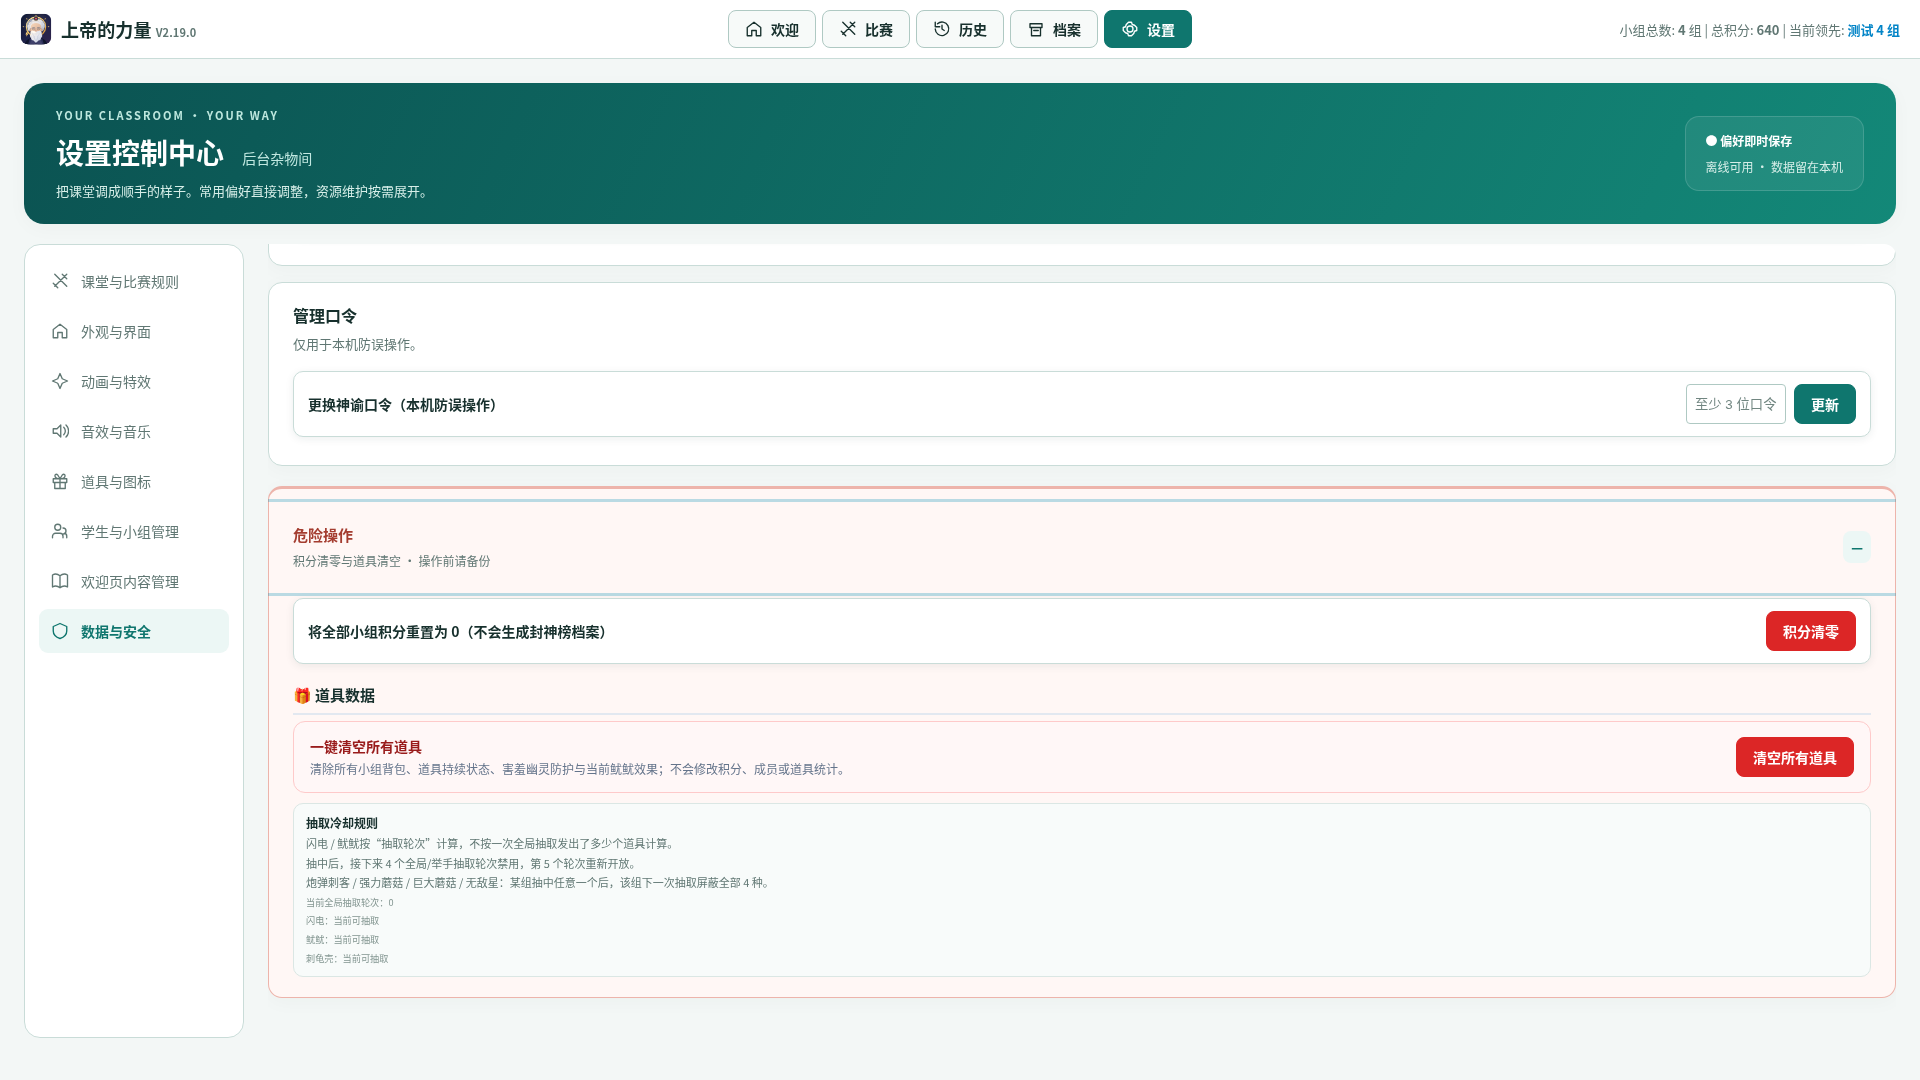 上帝的力量 V2.19.0
欢迎
比赛
历史
档案
设置
小组总数: 4 组 | 总积分: 640 | 当前领先: 测试 4 组
YOUR CLASSROOM · YOUR WAY
设置控制中心 后台杂物间
把课堂调成顺手的样子。常用偏好直接调整，资源维护按需展开。
偏好即时保存
离线可用 · 数据留在本机
课堂与比赛规则
外观与界面
动画与特效
音效与音乐
道具与图标
学生与小组管理
欢迎页内容管理
数据与安全
管理口令
仅用于本机防误操作。
更换神谕口令（本机防误操作）
至少 3 位口令
更新
危险操作
积分清零与道具清空 · 操作前请备份
将全部小组积分重置为 0（不会生成封神榜档案）
积分清零
🎁 道具数据
一键清空所有道具
清除所有小组背包、道具持续状态、害羞幽灵防护与当前鱿鱿效果；不会修改积分、成员或道具统计。
清空所有道具
抽取冷却规则
闪电 / 鱿鱿按“抽取轮次”计算，不按一次全局抽取发出了多少个道具计算。
抽中后，接下来 4 个全局/举手抽取轮次禁用，第 5 个轮次重新开放。
炮弹刺客 / 强力蘑菇 / 巨大蘑菇 / 无敌星：某组抽中任意一个后，该组下一次抽取屏蔽全部 4 种。
当前全局抽取轮次：0
闪电：当前可抽取
鱿鱿：当前可抽取
刺龟壳：当前可抽取